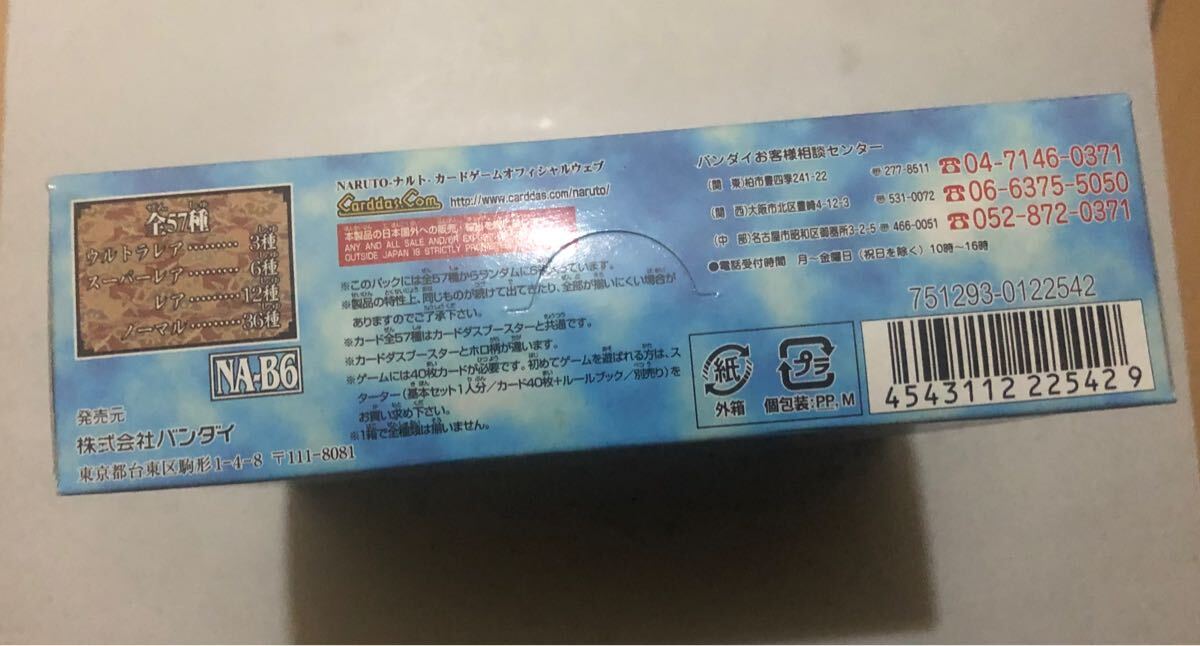 全57種
ウルトラレア………3種
スーパーレア………6種
レア………12種
ノーマル………36種
NA-B6
発売元
株式会社バンダイ
東京都台東区駒形1-4-8 〒111-8081
NARUTO-ナルト- カードゲームオフィシャルウェブ
Carddas.Com http://www.carddas.com/naruto/
本製品の日本国外への販売
ANY AND ALL SALE AND/OR EXPORT
OUTSIDE JAPAN IS STRICTLY
※このパックには全57種からランダムに5枚入っています。
※製品の特性上、同じものが続けて出てきたり、全部が揃いにくい場合が
ありますのでご了承下さい。
※カード全57種はカードダスブースターと共通です。
※カードダスブースターとホロ柄が違います。
※ゲームには40枚カードが必要です。初めてゲームを遊ばれる方は、ス
ターター(基本セット1人分/カード40枚+ルールブック/別売り)を
お買い求め下さい。
※1箱で全種類は揃いません。
バンダイお客様相談センター
(関 東)柏市豊四季241-22 〒277-8511 ☎04-7146-0371
(関 西)大阪市北区豊崎4-12-3 〒531-0072 ☎06-6375-5050
(中 部)名古屋市昭和区御器所3-2-5 〒466-0051 ☎052-872-0371
●電話受付時間 月〜金曜日(祝日を除く)10時〜16時
751293-0122542
紙
外箱
プラ
個包装:PP, M
4543112 225429